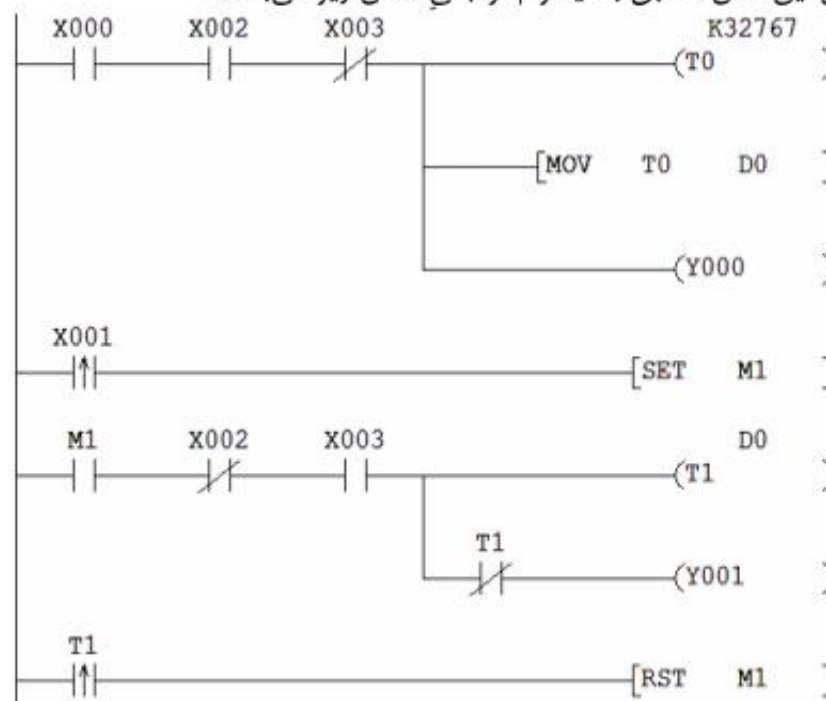 X000 X002 X003 K32767
(T0 )
[MOV T0 D0 ]
(Y000 )
X001
[SET M1 ]
M1 X002 X003 D0
(T1 )
T1
(Y001 )
T1
[RST M1 ]